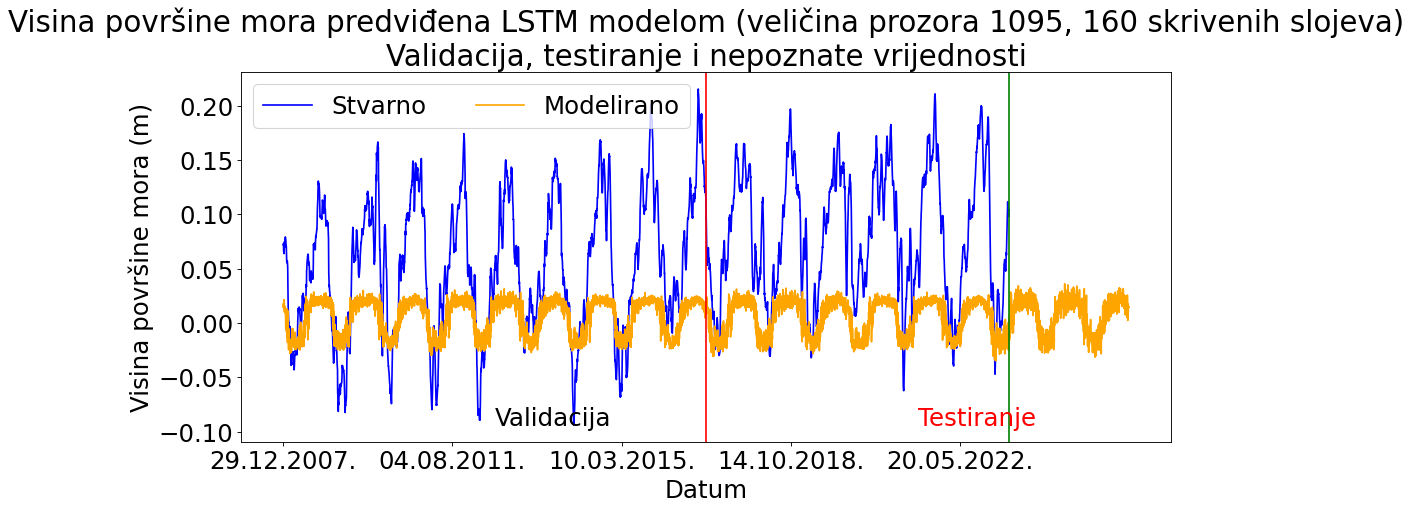 Visina površine mora predviđena LSTM modelom (veličina prozora 1095, 160 skrivenih slojeva)
Validacija, testiranje i nepoznate vrijednosti
Stvarno
Modelirano
Visina površine mora (m)
0.20
0.15
0.10
0.05
0.00
−0.05
−0.10
Validacija
Testiranje
29.12.2007.
04.08.2011.
10.03.2015.
14.10.2018.
20.05.2022.
Datum